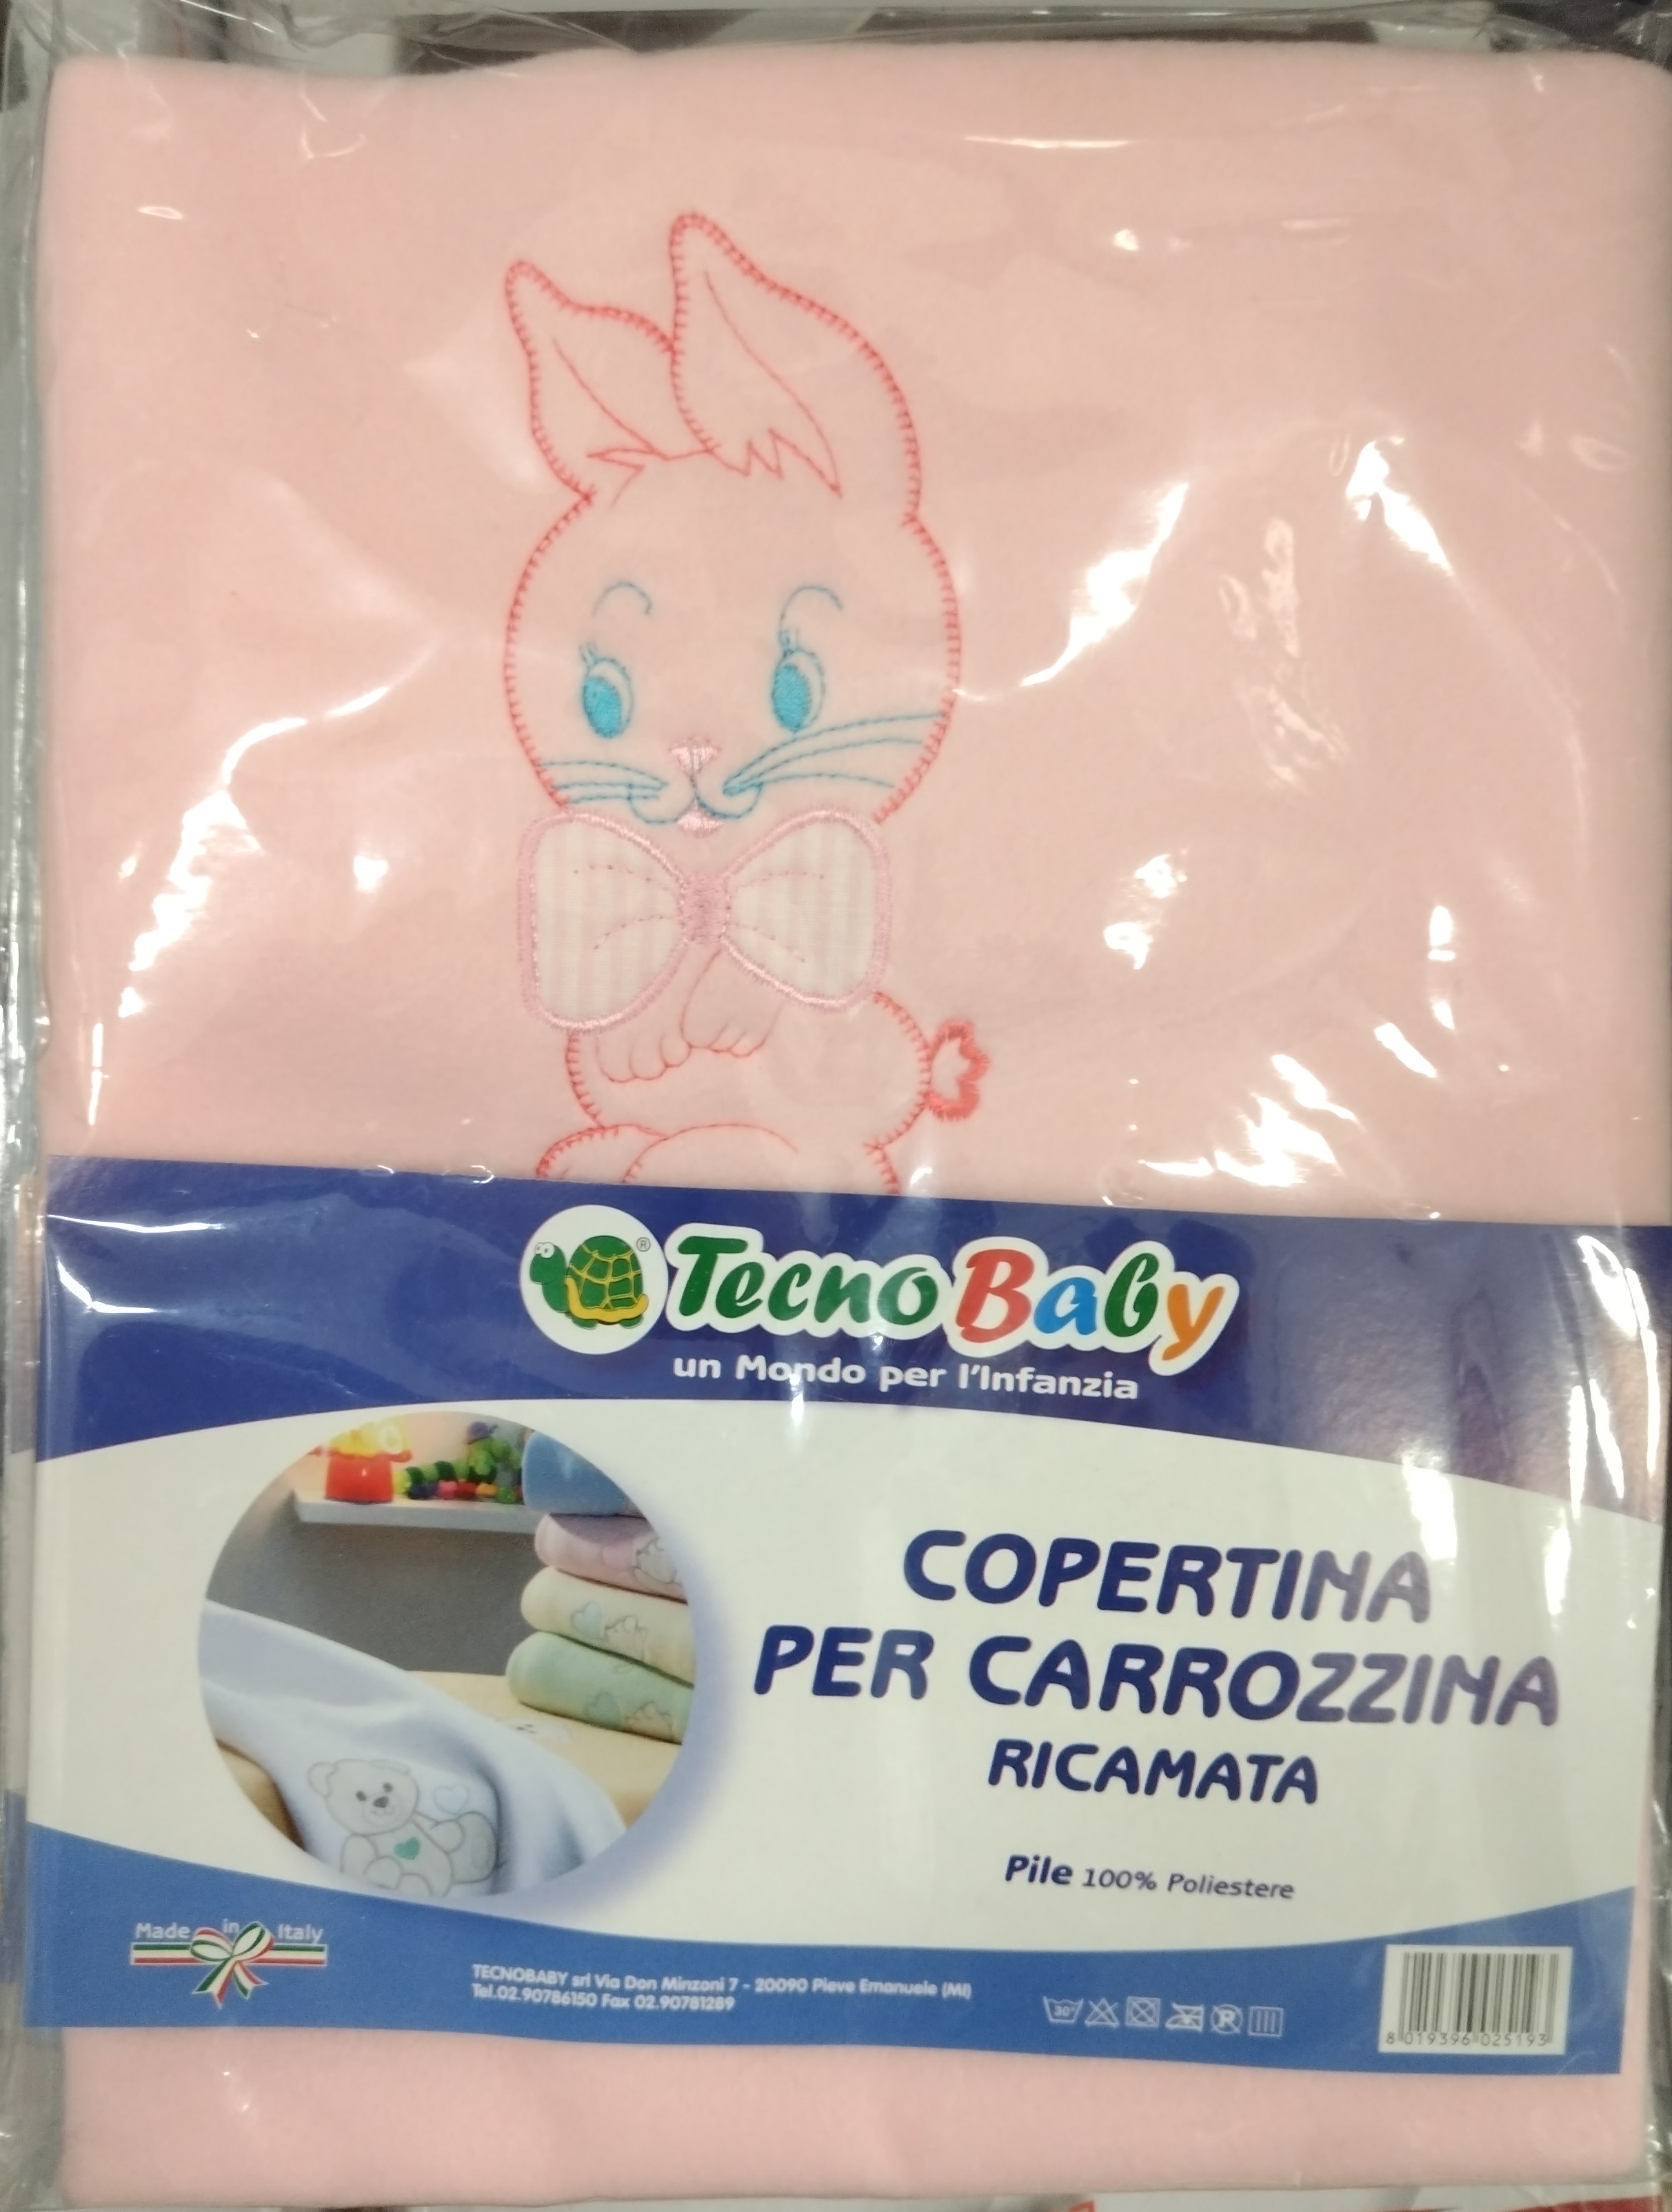 ®
TecnoBaby
un Mondo per l'Infanzia
COPERTINA
PER CARROZZINA
RICAMATA
Pile 100% Poliestere
Made in Italy
TECNOBABY srl Via Don Minzoni 7 - 20090 Pieve Emanuele (MI)
Tel.02.90786150 Fax 02.90781289
30°
P
8 019396 025193